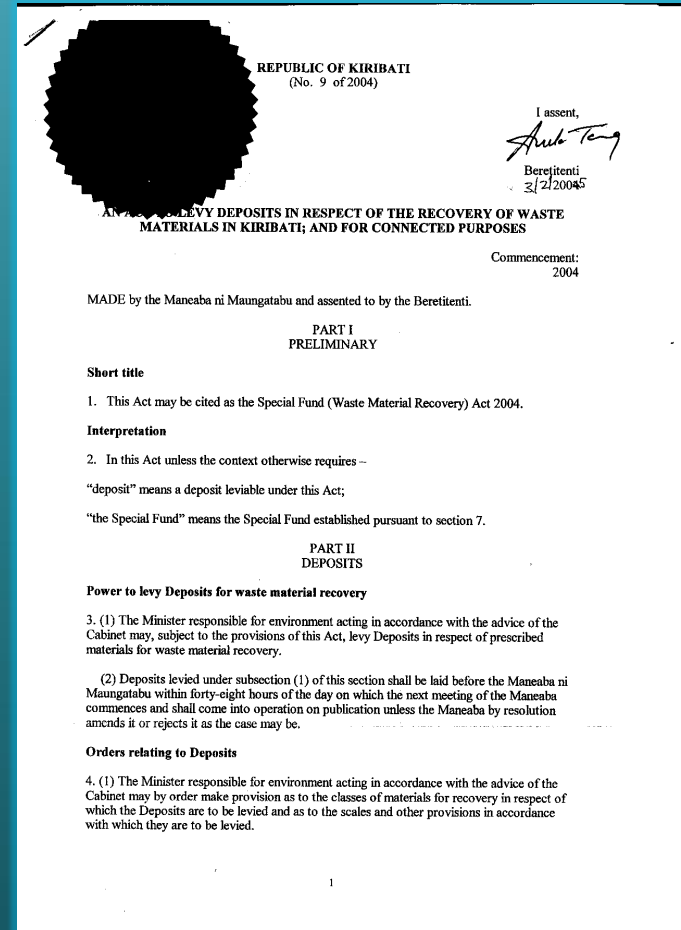 REPUBLIC OF KIRIBATI
(No. 9 of 2004)
I assent,
Beretitenti
3/2/2005
LEVY DEPOSITS IN RESPECT OF THE RECOVERY OF WASTE
MATERIALS IN KIRIBATI; AND FOR CONNECTED PURPOSES
Commencement:
2004
MADE by the Maneaba ni Maungatabu and assented to by the Beretitenti.
PART I
PRELIMINARY
Short title
1. This Act may be cited as the Special Fund (Waste Material Recovery) Act 2004.
Interpretation
2. In this Act unless the context otherwise requires –
“deposit” means a deposit leviable under this Act;
“the Special Fund” means the Special Fund established pursuant to section 7.
PART II
DEPOSITS
Power to levy Deposits for waste material recovery
3. (1) The Minister responsible for environment acting in accordance with the advice of the
Cabinet may, subject to the provisions of this Act, levy Deposits in respect of prescribed
materials for waste material recovery.
(2) Deposits levied under subsection (1) of this section shall be laid before the Maneaba ni
Maungatabu within forty-eight hours of the day on which the next meeting of the Maneaba
commences and shall come into operation on publication unless the Maneaba by resolution
amends it or rejects it as the case may be.
Orders relating to Deposits
4. (1) The Minister responsible for environment acting in accordance with the advice of the
Cabinet may by order make provision as to the classes of materials for recovery in respect of
which the Deposits are to be levied and as to the scales and other provisions in accordance
with which they are to be levied.
1